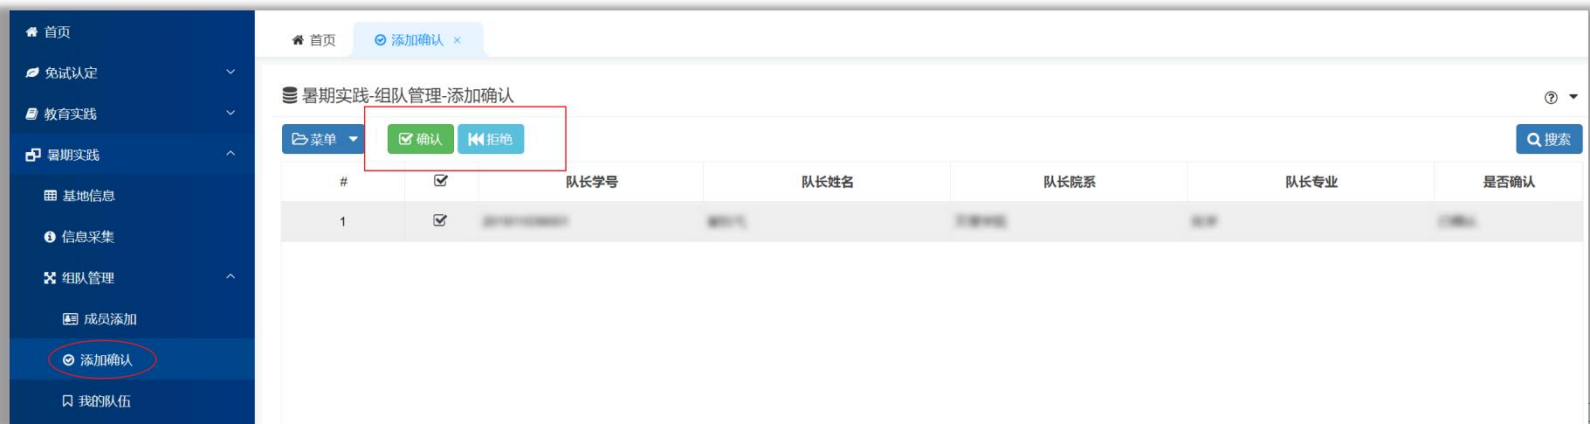 首页
免试认定
教育实践
暑期实践
基地信息
信息采集
组队管理
成员添加
添加确认
我的队伍
首页 添加确认 ×
暑期实践-组队管理-添加确认
菜单 确认 拒绝 搜索
# 队长学号 队长姓名 队长院系 队长专业 是否确认
1